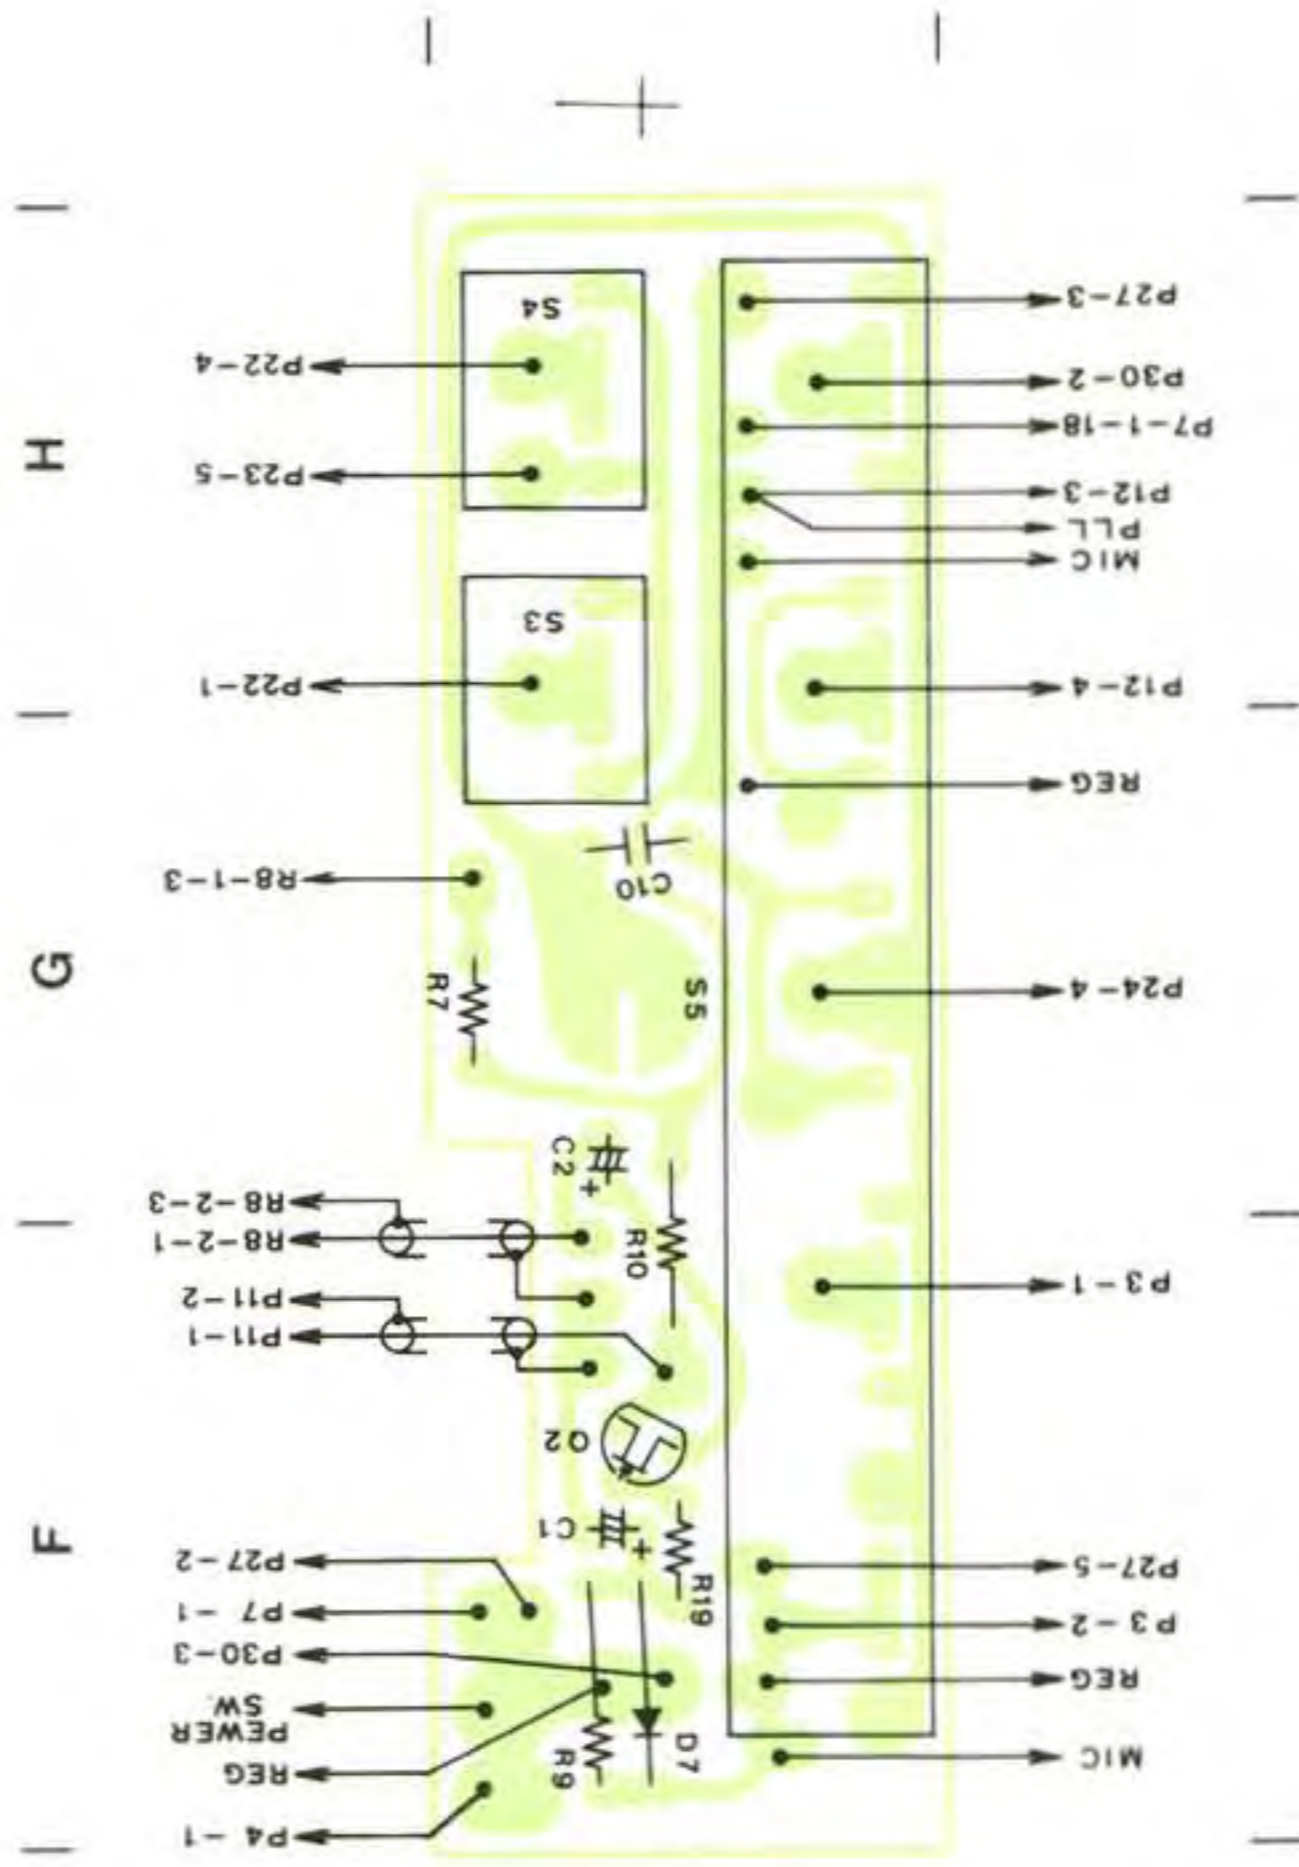 H
G
F
S4
S3
P22-4
P23-5
P22-1
R8-1-3
R8-2-3
R8-2-1
P11-2
P11-1
P27-2
P7-1
P30-3
SW
PEWER
REG
P4-1
C10
R7
S5
C2
+
R10
Q2
C1
+
R19
R9
D7
P27-3
P30-2
P7-1-18
P12-3
PLL
MIC
P12-4
REG
P24-4
P3-1
P27-5
P3-2
REG
MIC